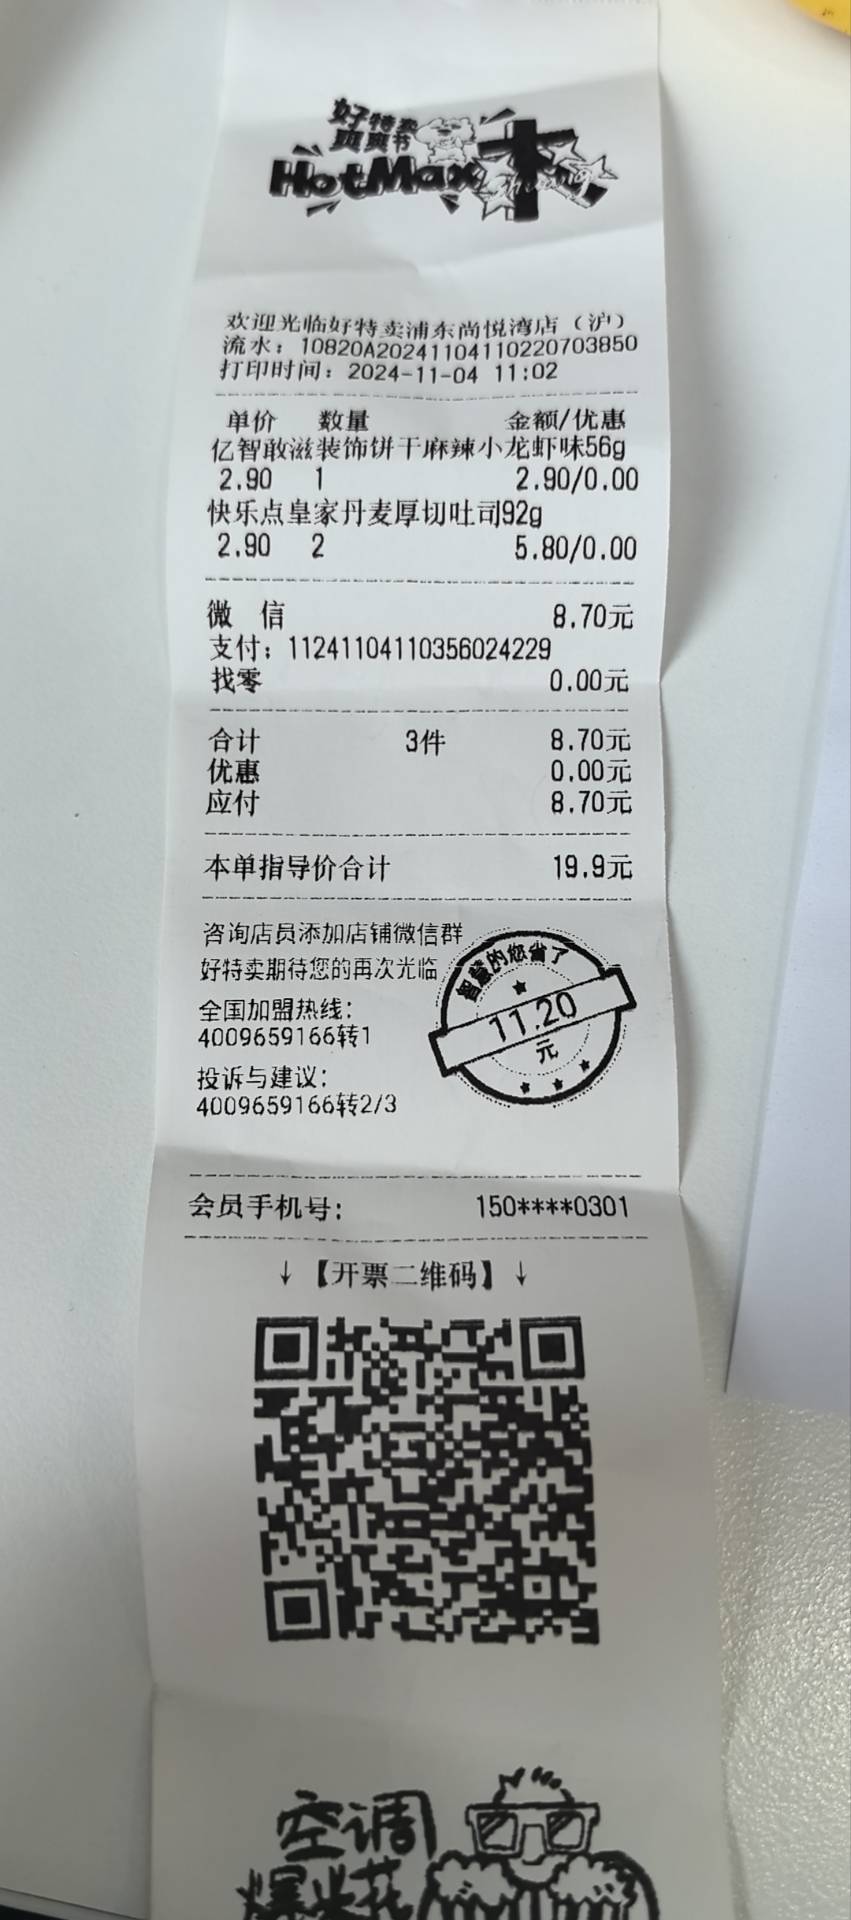 好特卖
爽爽节
HotMax
欢迎光临好特卖浦东尚悦湾店（沪）
流水：10820A20241104110220703850
打印时间：2024-11-04 11:02
单价 数量 金额/优惠
亿智敢滋装饰饼干麻辣小龙虾味56g
2.90 1 2.90/0.00
快乐点皇家丹麦厚切吐司92g
2.90 2 5.80/0.00
微 信 8.70元
支付：11241104110356024229
找零 0.00元
合计 3件 8.70元
优惠 0.00元
应付 8.70元
本单指导价合计 19.9元
咨询店员添加店铺微信群
好特卖期待您的再次光临
全国加盟热线：
4009659166转1
投诉与建议：
4009659166转2/3
智慧的您省了
11.20
元
会员手机号： 150****0301
↓【开票二维码】↓
空调
爆米花